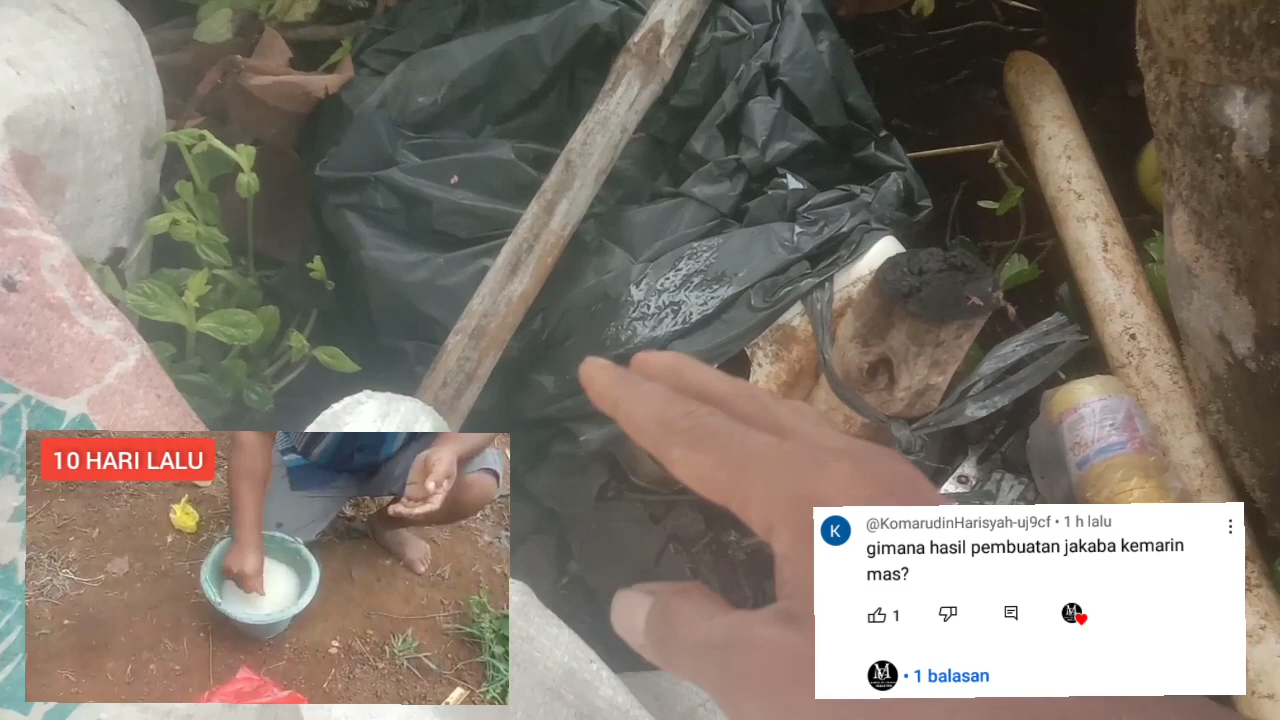 10 HARI LALU
K
@KomarudinHarisyah-uj9cf • 1 h lalu
gimana hasil pembuatan jakaba kemarin
mas?
1
• 1 balasan